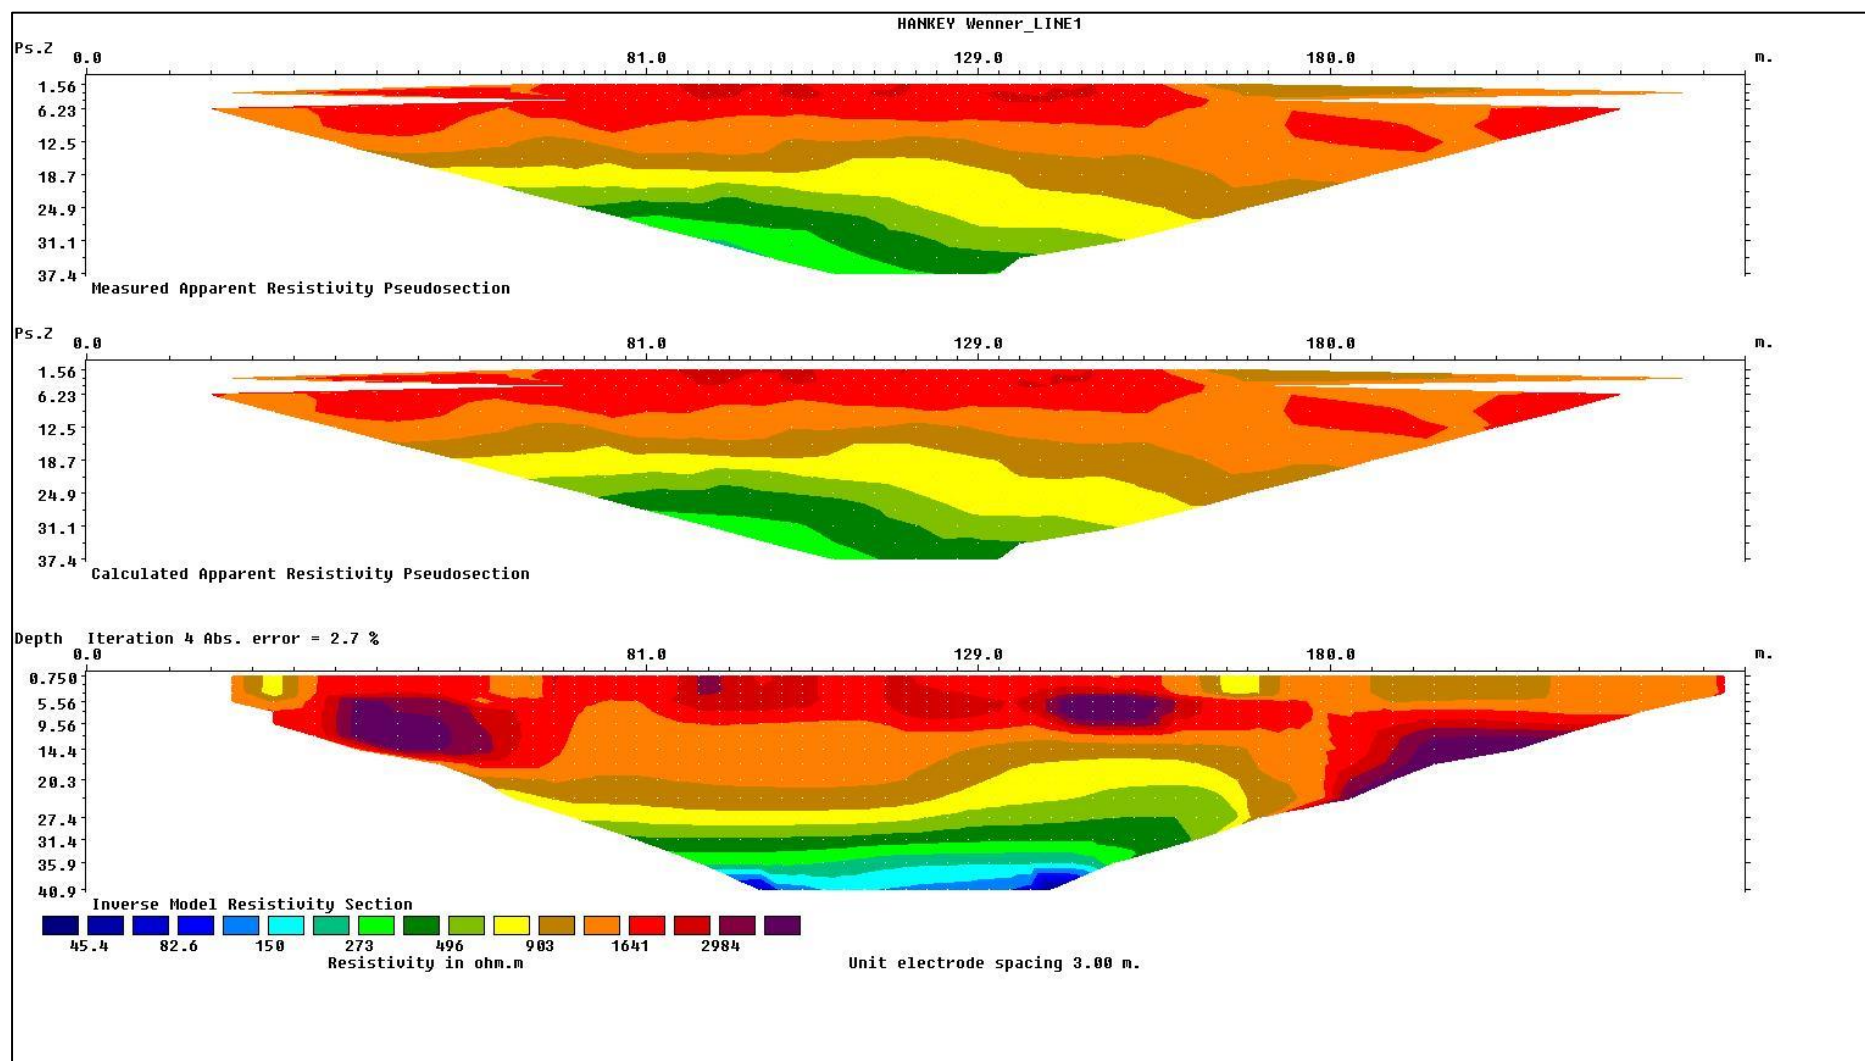 HANKEY Wenner_LINE1
Ps.Z 0.0 81.0 129.0 180.0 m.
1.56
6.23
12.5
18.7
24.9
31.1
37.4
Measured Apparent Resistivity Pseudosection
Ps.Z 0.0 81.0 129.0 180.0 m.
1.56
6.23
12.5
18.7
24.9
31.1
37.4
Calculated Apparent Resistivity Pseudosection
Depth Iteration 4 Abs. error = 2.7 %
0.0 81.0 129.0 180.0 m.
0.750
5.56
9.56
14.4
20.3
27.4
31.4
35.9
40.9
Inverse Model Resistivity Section
45.4 82.6 150 273 496 903 1641 2984
Resistivity in ohm.m Unit electrode spacing 3.00 m.